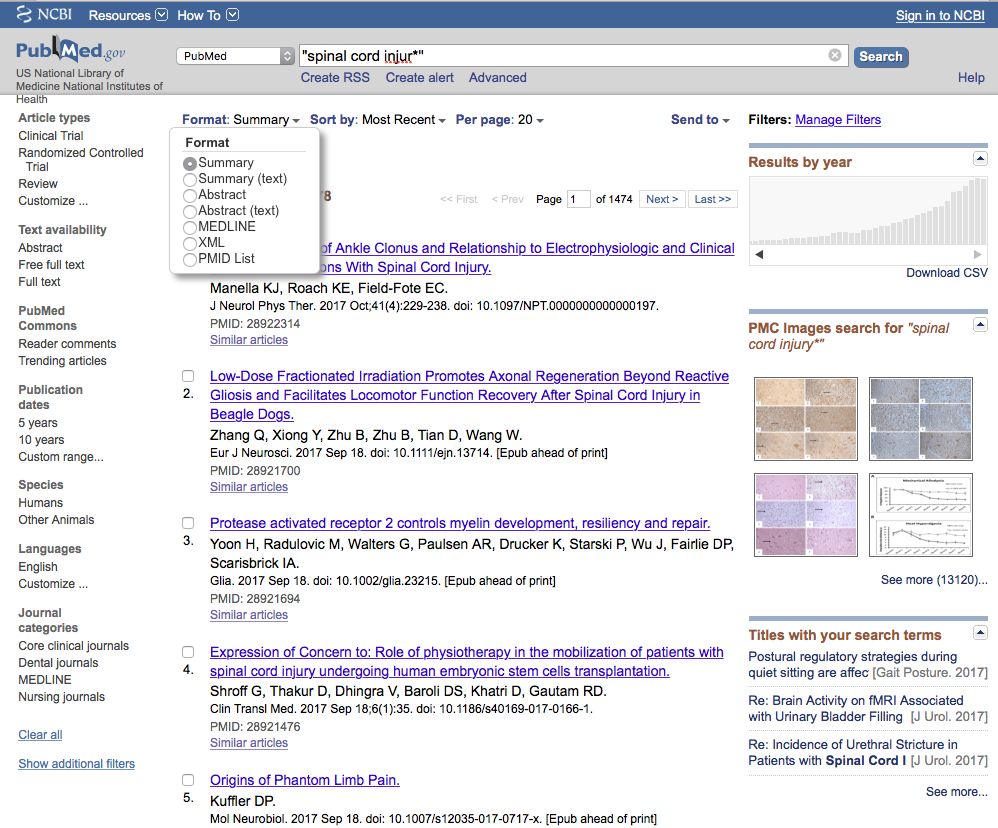 NCBI Resources How To Sign in to NCBI
PubMed.gov
US National Library of
Medicine National Institutes of
Health
PubMed "spinal cord injur*" Search
Create RSS Create alert Advanced Help
Article types
Clinical Trial
Randomized Controlled
Trial
Review
Customize ...
Text availability
Abstract
Free full text
Full text
PubMed
Commons
Reader comments
Trending articles
Publication
dates
5 years
10 years
Custom range...
Species
Humans
Other Animals
Languages
English
Customize ...
Journal
categories
Core clinical journals
Dental journals
MEDLINE
Nursing journals
Clear all
Show additional filters
Format: Summary Sort by: Most Recent Per page: 20 Send to
Format
Summary
Summary (text)
Abstract
Abstract (text)
MEDLINE
XML
PMID List
8
<< First < Prev Page 1 of 1474 Next > Last >>
of Ankle Clonus and Relationship to Electrophysiologic and Clinical
ons With Spinal Cord Injury.
Manella KJ, Roach KE, Field-Fote EC.
J Neurol Phys Ther. 2017 Oct;41(4):229-238. doi: 10.1097/NPT.0000000000000197.
PMID: 28922314
Similar articles
2. Low-Dose Fractionated Irradiation Promotes Axonal Regeneration Beyond Reactive
Gliosis and Facilitates Locomotor Function Recovery After Spinal Cord Injury in
Beagle Dogs.
Zhang Q, Xiong Y, Zhu B, Zhu B, Tian D, Wang W.
Eur J Neurosci. 2017 Sep 18. doi: 10.1111/ejn.13714. [Epub ahead of print]
PMID: 28921700
Similar articles
3. Protease activated receptor 2 controls myelin development, resiliency and repair.
Yoon H, Radulovic M, Walters G, Paulsen AR, Drucker K, Starski P, Wu J, Fairlie DP,
Scarisbrick IA.
Glia. 2017 Sep 18. doi: 10.1002/glia.23215. [Epub ahead of print]
PMID: 28921694
Similar articles
4. Expression of Concern to: Role of physiotherapy in the mobilization of patients with
spinal cord injury undergoing human embryonic stem cells transplantation.
Shroff G, Thakur D, Dhingra V, Baroli DS, Khatri D, Gautam RD.
Clin Transl Med. 2017 Sep 18;6(1):35. doi: 10.1186/s40169-017-0166-1.
PMID: 28921476
Similar articles
5. Origins of Phantom Limb Pain.
Kuffler DP.
Mol Neurobiol. 2017 Sep 18. doi: 10.1007/s12035-017-0717-x. [Epub ahead of print]
Filters: Manage Filters
Results by year
Download CSV
PMC Images search for "spinal
cord injury*"
Mechanical Allodynia
Heat Hyperalgesia
See more (13120)...
Titles with your search terms
Postural regulatory strategies during
quiet sitting are affec [Gait Posture. 2017]
Re: Brain Activity on fMRI Associated
with Urinary Bladder Filling [J Urol. 2017]
Re: Incidence of Urethral Stricture in
Patients with Spinal Cord I [J Urol. 2017]
See more...